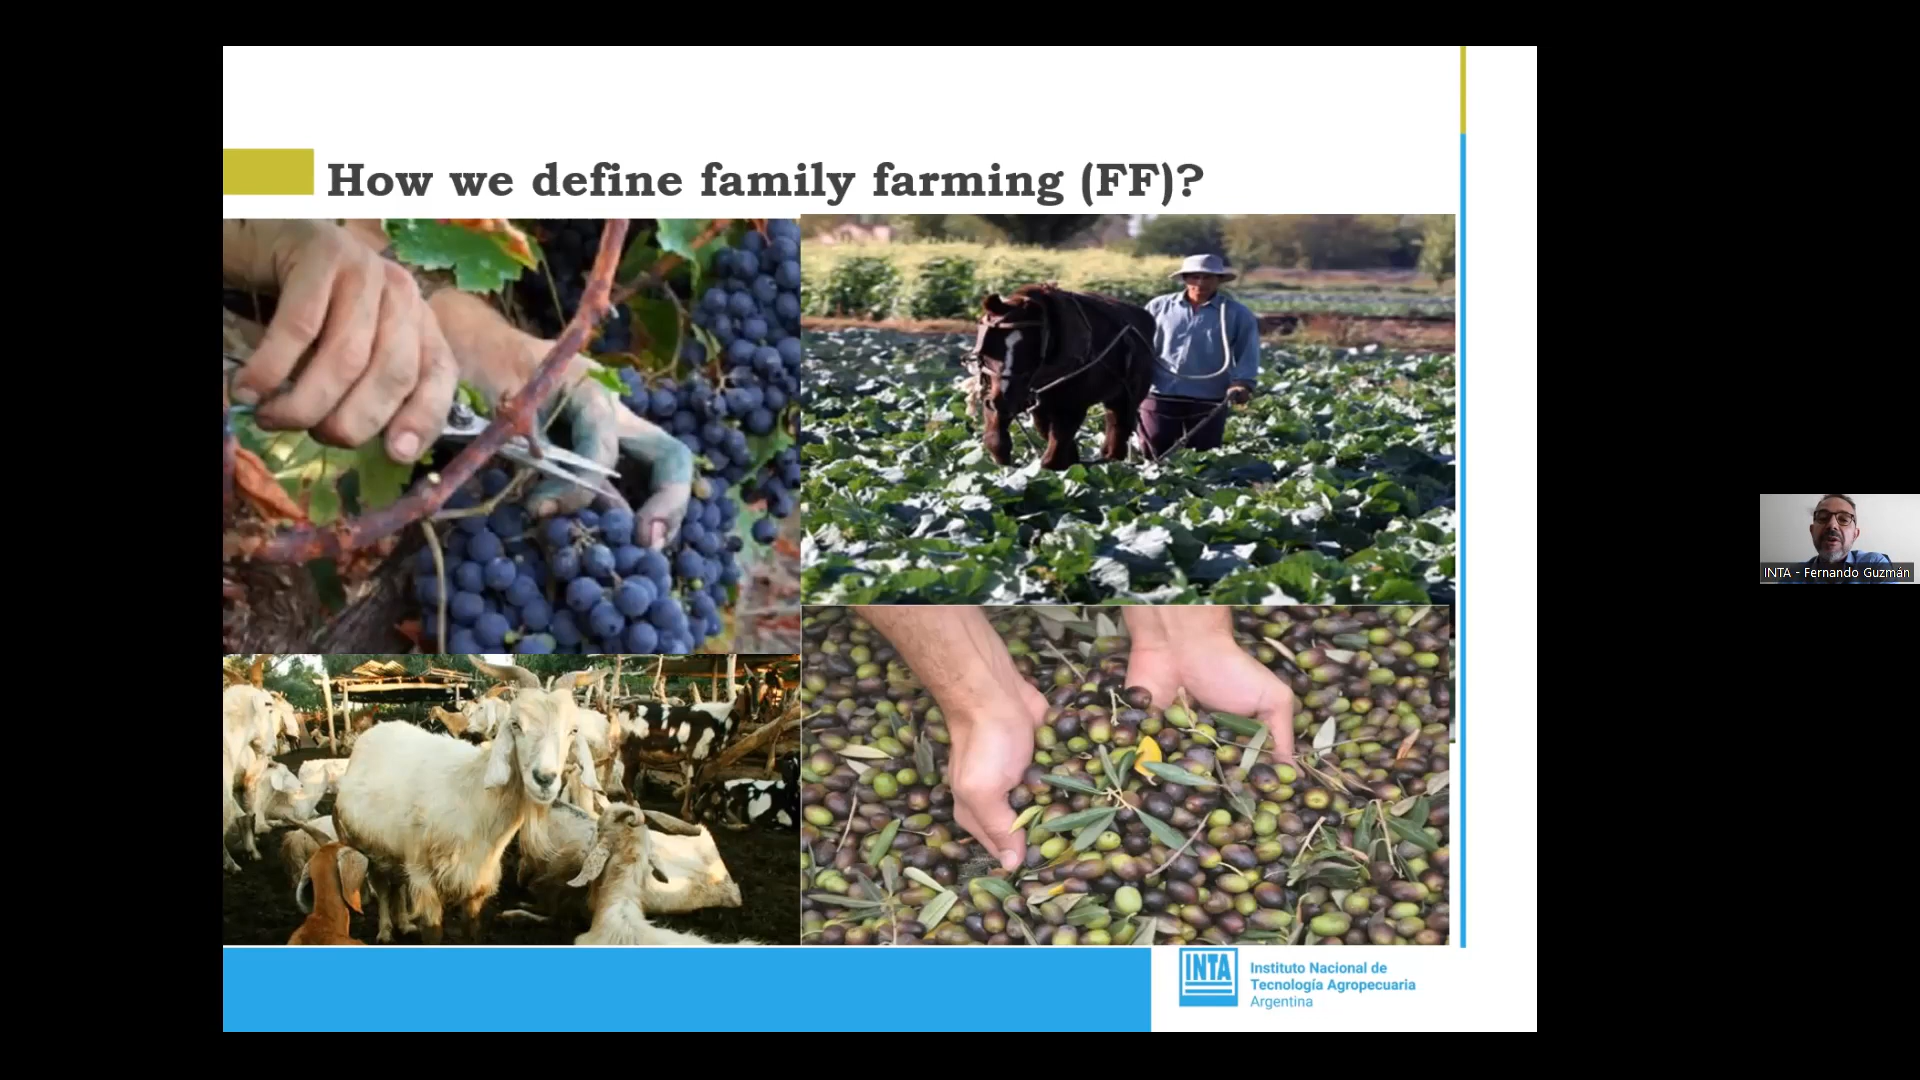 How we define family farming (FF)?
INTA - Fernando Guzmán
INTA
Instituto Nacional de
Tecnología Agropecuaria
Argentina